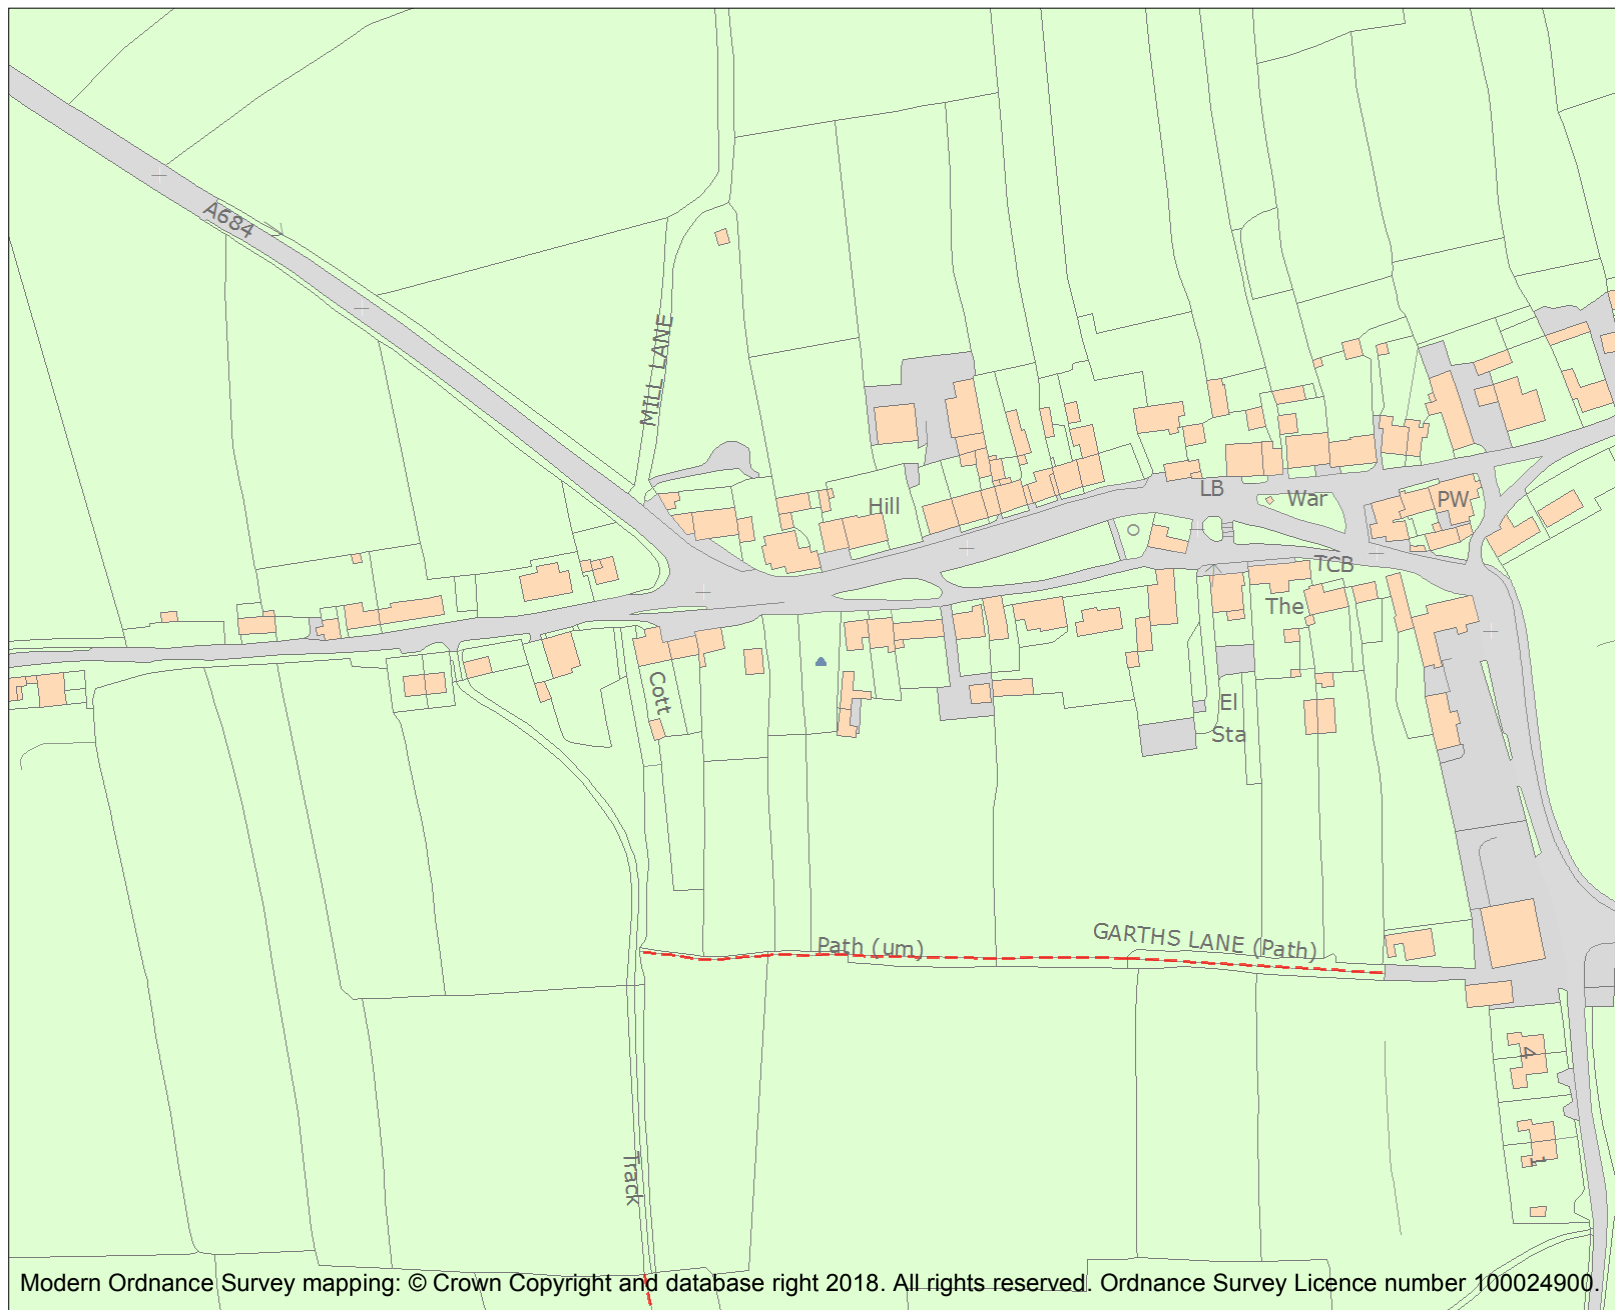 A684
MILL LANE
Hill
LB
War
PW
TCB
The
Cott
El
Sta
Path (um)
GARTHS LANE (Path)
4
1
Track
Modern Ordnance Survey mapping: © Crown Copyright and database right 2018. All rights reserved. Ordnance Survey Licence number 100024900.